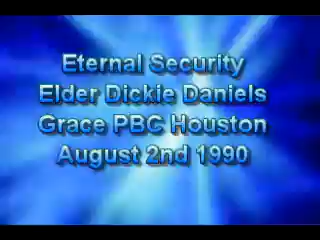 Eternal Security
Elder Dickie Daniels
Grace PBC Houston
August 2nd 1990